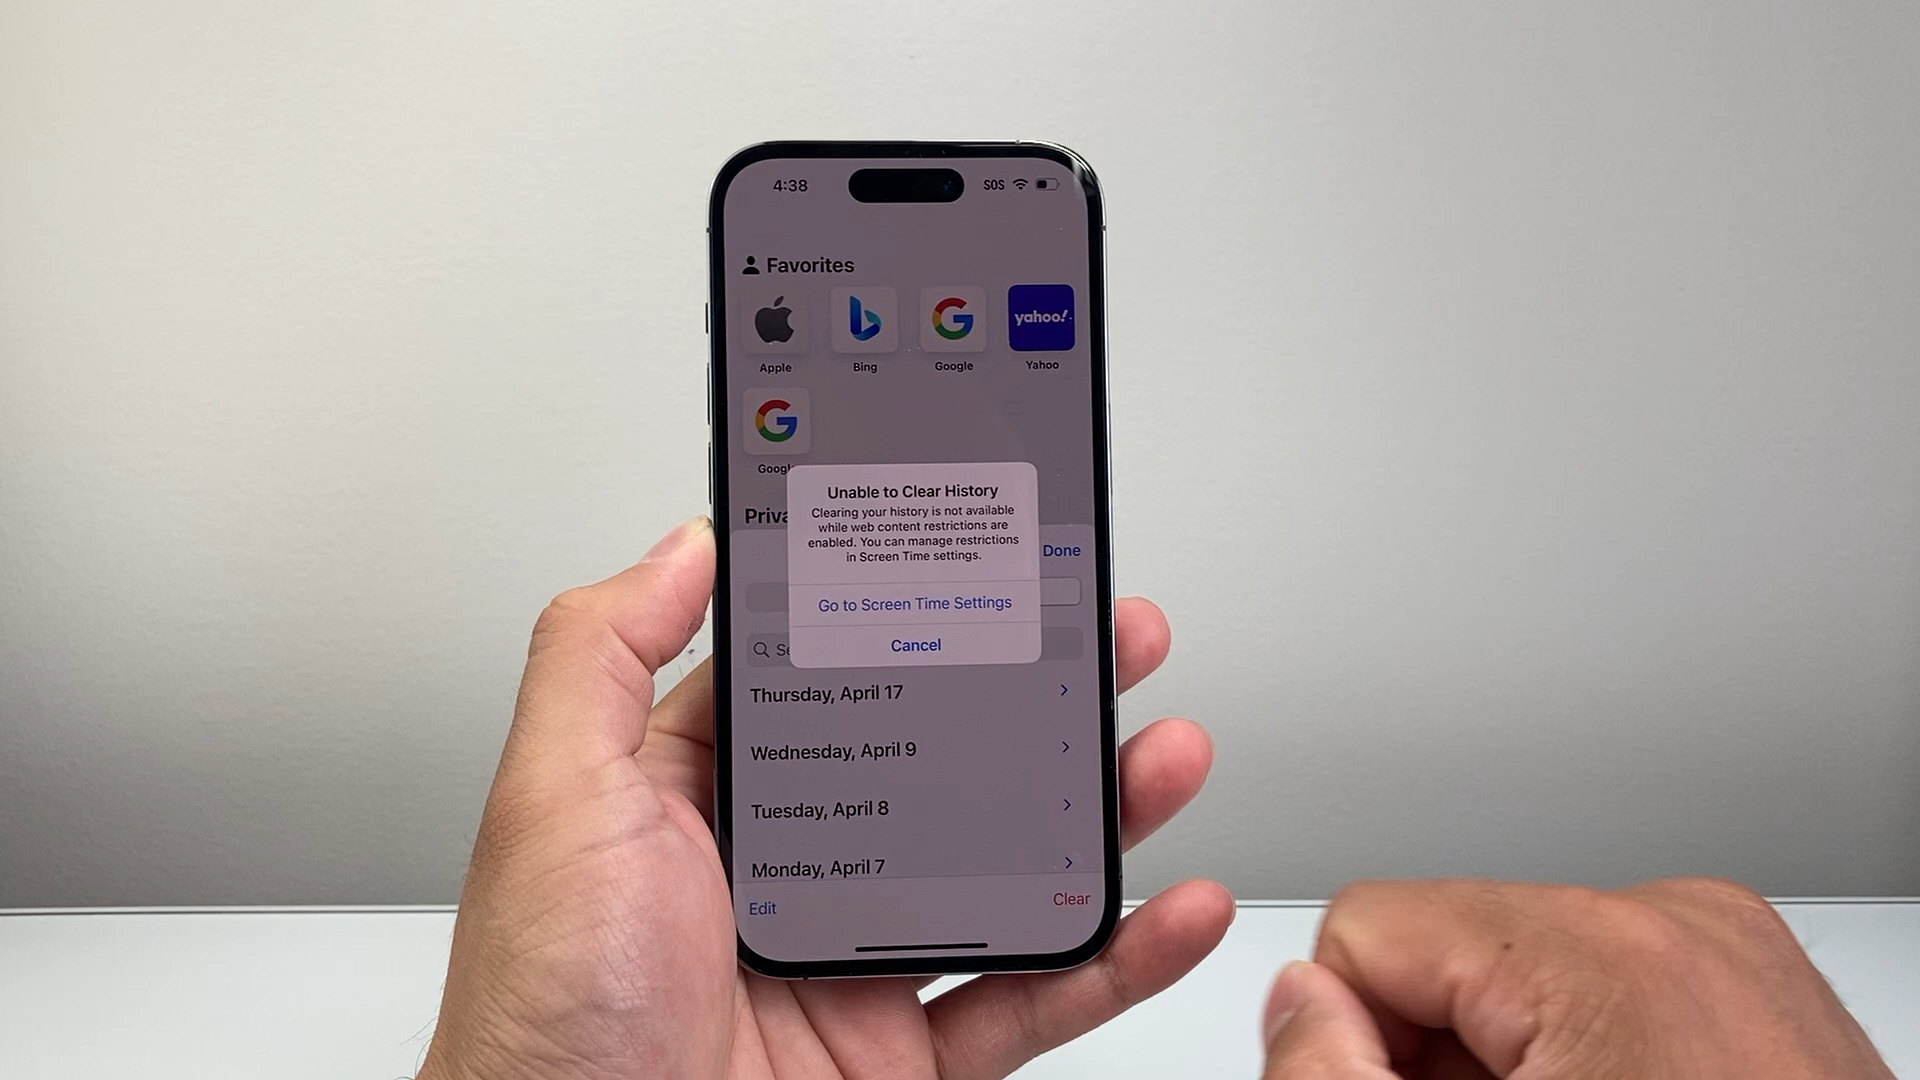 4:38
SOS
Favorites
yahoo!
Apple
Bing
Google
Yahoo
Unable to Clear History
Clearing your history is not available
while web content restrictions are
enabled. You can manage restrictions
in Screen Time settings.
Done
Go to Screen Time Settings
Cancel
Thursday, April 17
Wednesday, April 9
Tuesday, April 8
Monday, April 7
Edit
Clear